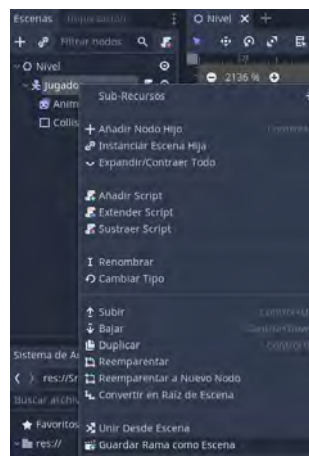 Escenas
Nivel
Filtrar nodos
Nivel
2136 %
Jugado
Anim
Collis
Sub-Recursos
Añadir Nodo Hijo
Instanciar Escena Hija
Expandir/Contraer Todo
Añadir Script
Extender Script
Sustraer Script
Renombrar
Cambiar Tipo
Subir
Bajar
Duplicar
Reemparentar
Reemparentar a Nuevo Nodo
Convertir en Raíz de Escena
Unir Desde Escena
Guardar Rama como Escena
Sistema de A
res://Sr
Buscar archiv
Favoritos
res://